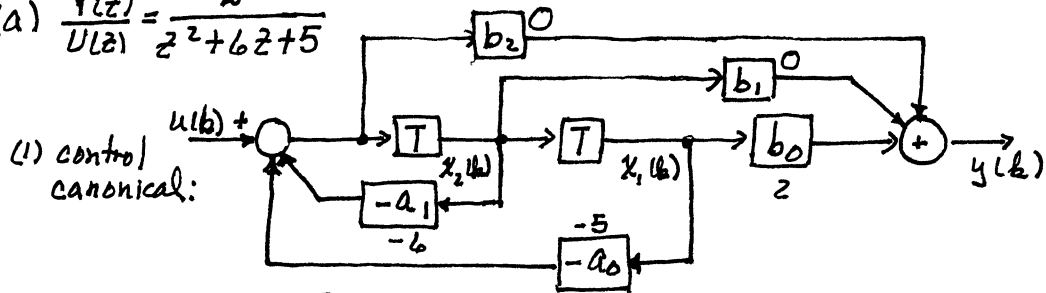 (a) Y(z)/U(z) = 2/(z²+6z+5)
b₂ 0
b₁ 0
u(k) +
(1) control
canonical:
T
x₂(k)
T
x₁(k)
b₀
2
+
y(k)
-a₁
-6
-5
-a₀